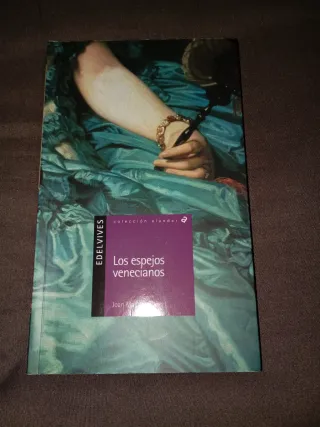 colección alandar
EDELVIVES
Los espejos
venecianos
Joan